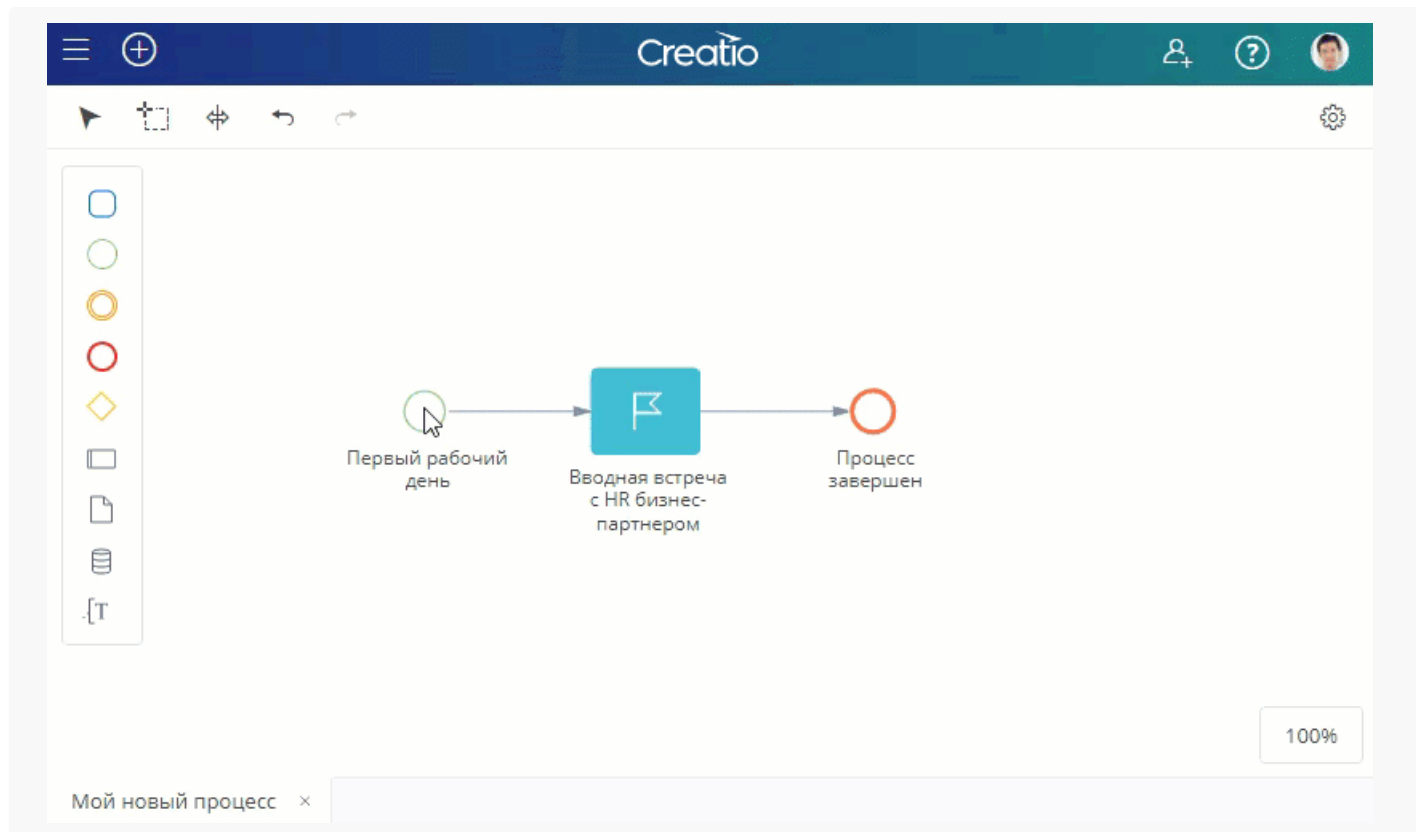 Creatio
Первый рабочий
день
Вводная встреча
с HR бизнес-
партнером
Процесс
завершен
T
100%
Мой новый процесс ×